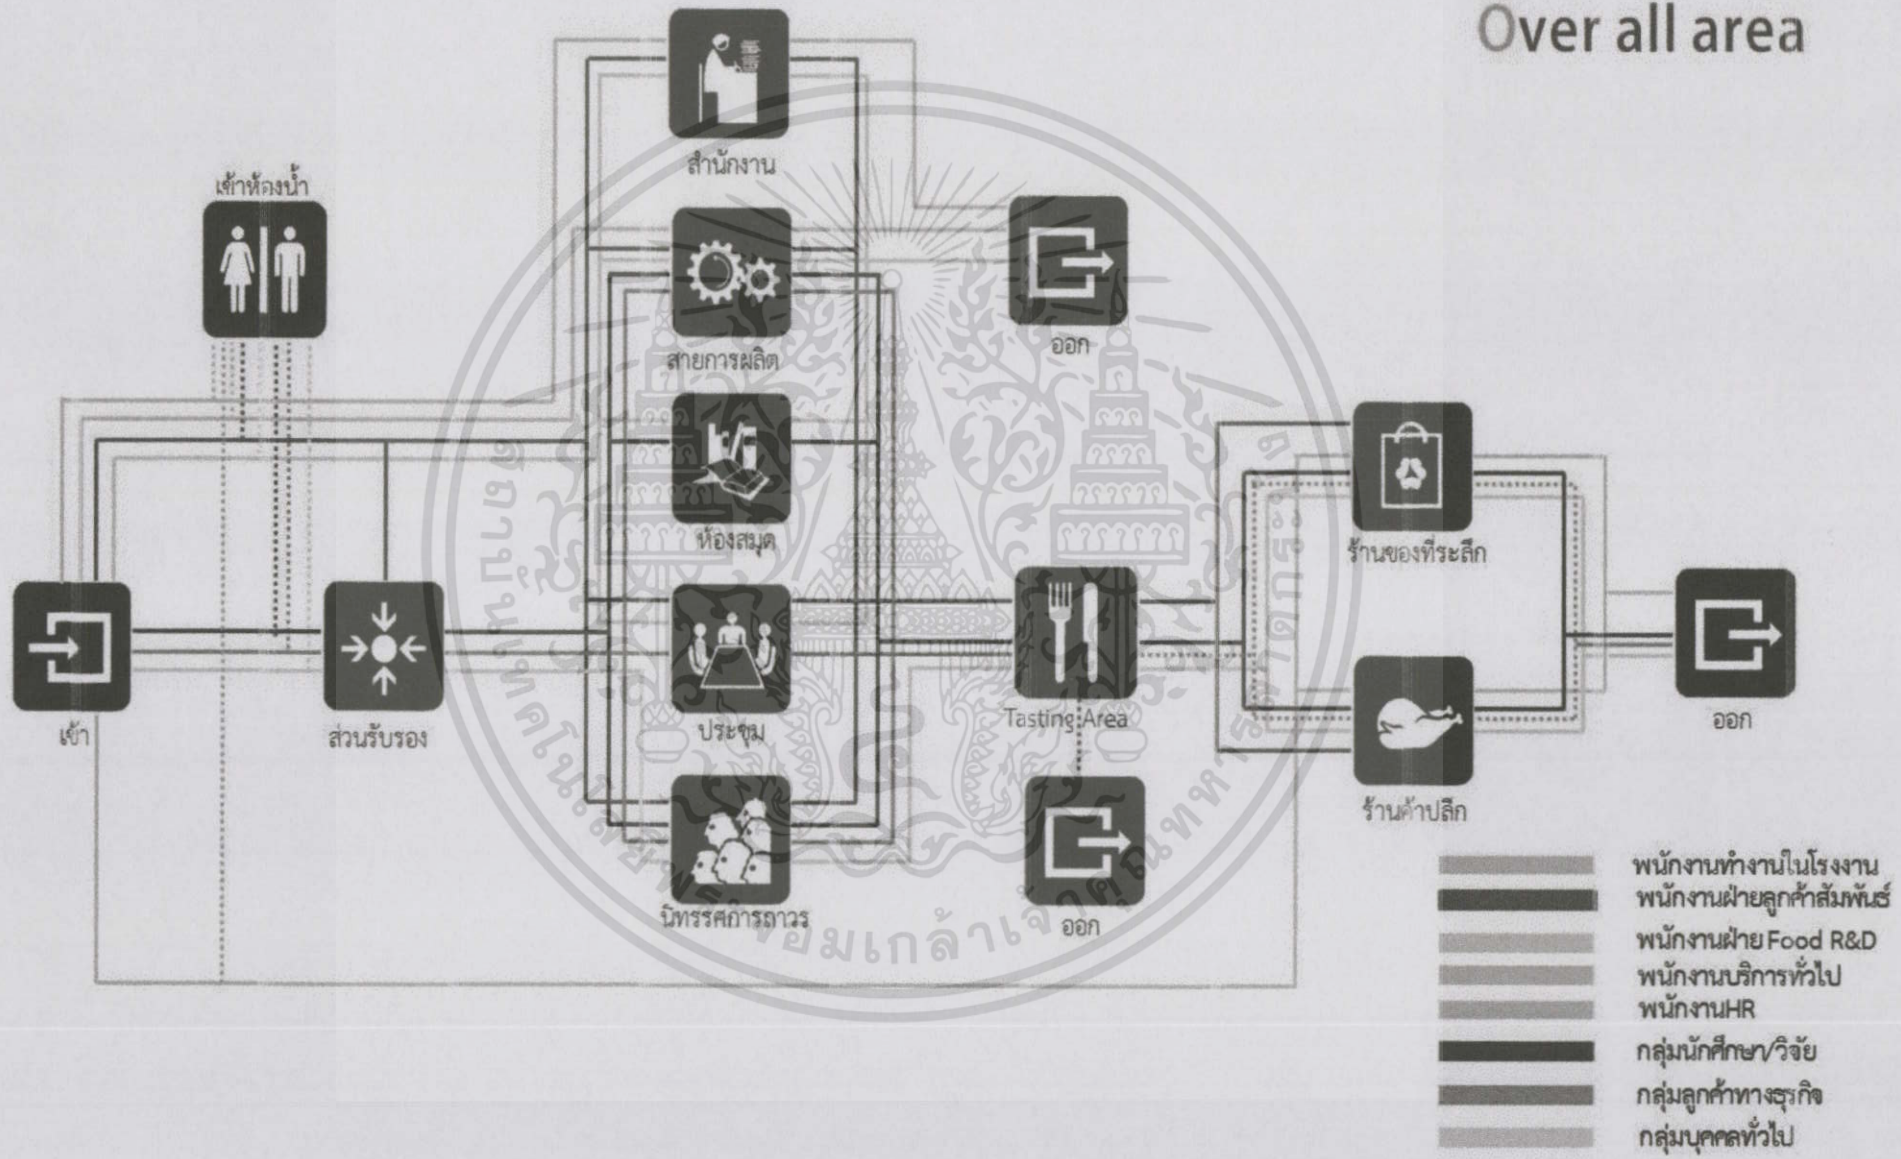 Over all area
สำนักงาน
เข้าห้องน้ำ
สายการผลิต
ออก
ห้องสมุด
ร้านของที่ระลึก
เข้า
ส่วนรับรอง
ประชุม
Tasting Area
ออก
ร้านค้าปลีก
นิทรรศการถาวร
ออก
พนักงานทำงานในโรงงาน
พนักงานฝ่ายลูกค้าสัมพันธ์
พนักงานฝ่าย Food R&D
พนักงานบริการทั่วไป
พนักงานHR
กลุ่มนักศึกษา/วิจัย
กลุ่มลูกค้าทางธุรกิจ
กลุ่มบุคคลทั่วไป